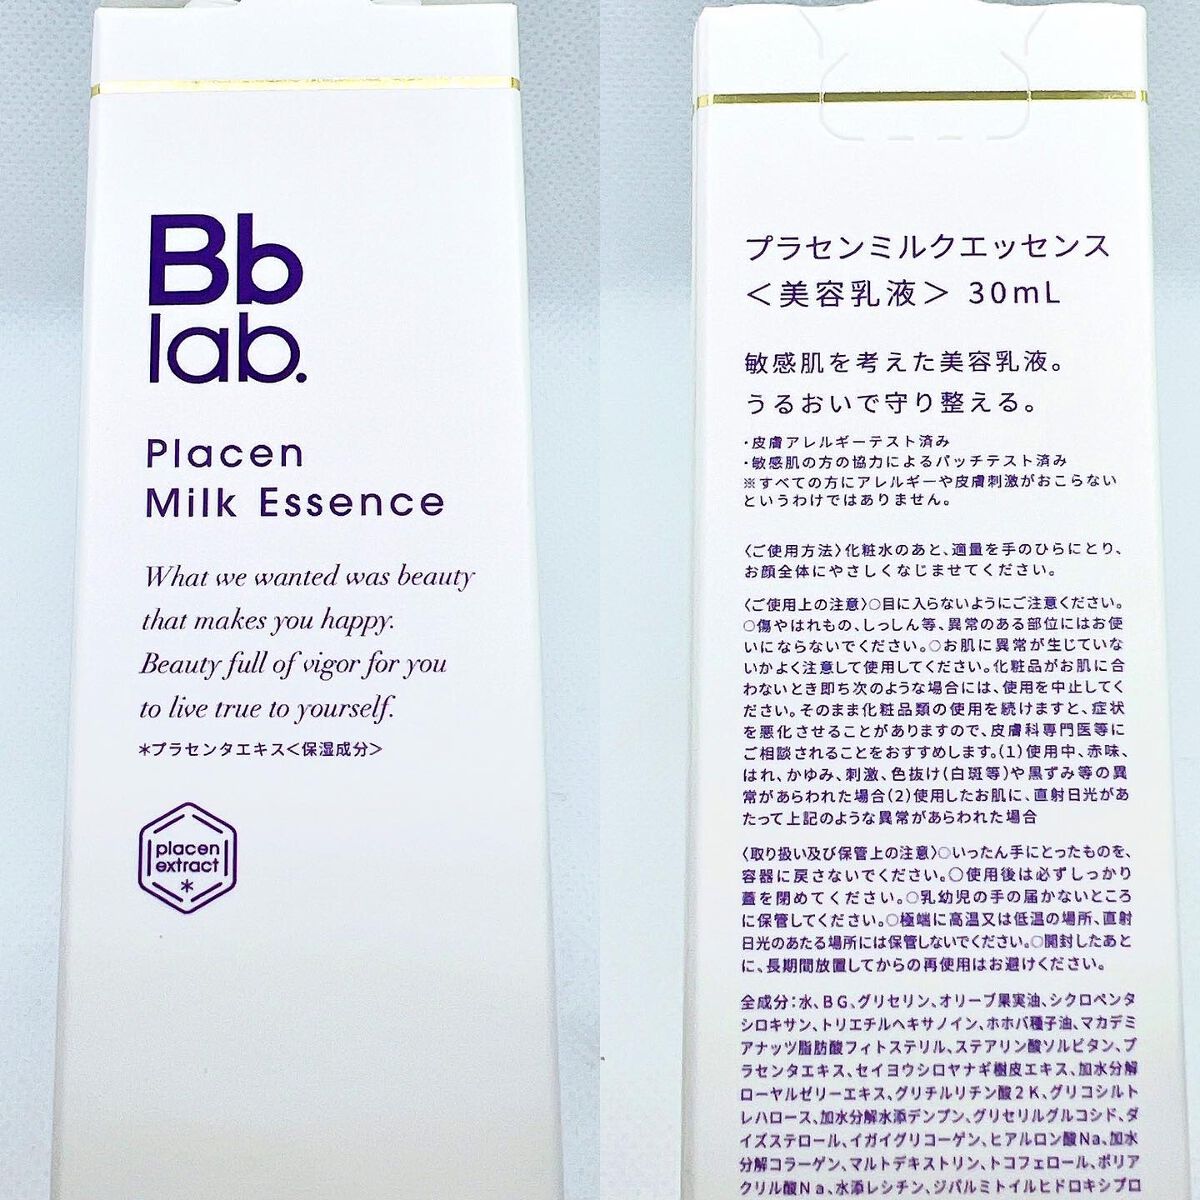 Bb
lab.
Placen
Milk Essence
What we wanted was beauty
that makes you happy.
Beauty full of vigor for you
to live true to yourself.
*プラセンタエキス<保湿成分>
placen
extract
*
プラセンミルクエッセンス
<美容乳液> 30mL
敏感肌を考えた美容乳液。
うるおいで守り整える。
・皮膚アレルギーテスト済み
・敏感肌の方の協力によるパッチテスト済み
※すべての方にアレルギーや皮膚刺激がおこらない
というわけではありません。
〈ご使用方法〉化粧水のあと、適量を手のひらにとり、
お顔全体にやさしくなじませてください。
〈ご使用上の注意〉○目に入らないようにご注意ください。
○傷やはれもの、しっしん等、異常のある部位にはお使
いにならないでください。○お肌に異常が生じていな
いかよく注意して使用してください。化粧品がお肌に合
わないとき即ち次のような場合には、使用を中止してく
ださい。そのまま化粧品類の使用を続けますと、症状
を悪化させることがありますので、皮膚科専門医等に
ご相談されることをおすすめします。(1)使用中、赤味、
はれ、かゆみ、刺激、色抜け(白斑等)や黒ずみ等の異
常があらわれた場合(2)使用したお肌に、直射日光があ
たって上記のような異常があらわれた場合
〈取り扱い及び保管上の注意〉○いったん手にとったものを、
容器に戻さないでください。○使用後は必ずしっかり
蓋を閉めてください。○乳幼児の手の届かないところ
に保管してください。○極端に高温又は低温の場所、直射
日光のあたる場所には保管しないでください。○開封したあと
に、長期間放置してからの再使用はお避けください。
全成分:水、BG、グリセリン、オリーブ果実油、シクロペンタ
シロキサン、トリエチルヘキサノイン、ホホバ種子油、マカデミ
アナッツ脂肪酸フィトステリル、ステアリン酸ソルビタン、プ
ラセンタエキス、セイヨウシロヤナギ樹皮エキス、加水分解
ローヤルゼリーエキス、グリチルリチン酸2K、グリコシルト
レハロース、加水分解水添デンプン、グリセリルグルコシド、ダ
イズステロール、イガイグリコーゲン、ヒアルロン酸Na、加水
分解コラーゲン、マルトデキストリン、トコフェロール、ポリア
クリル酸Na、水添レシチン、ジパルミトイルヒドロキシプロ